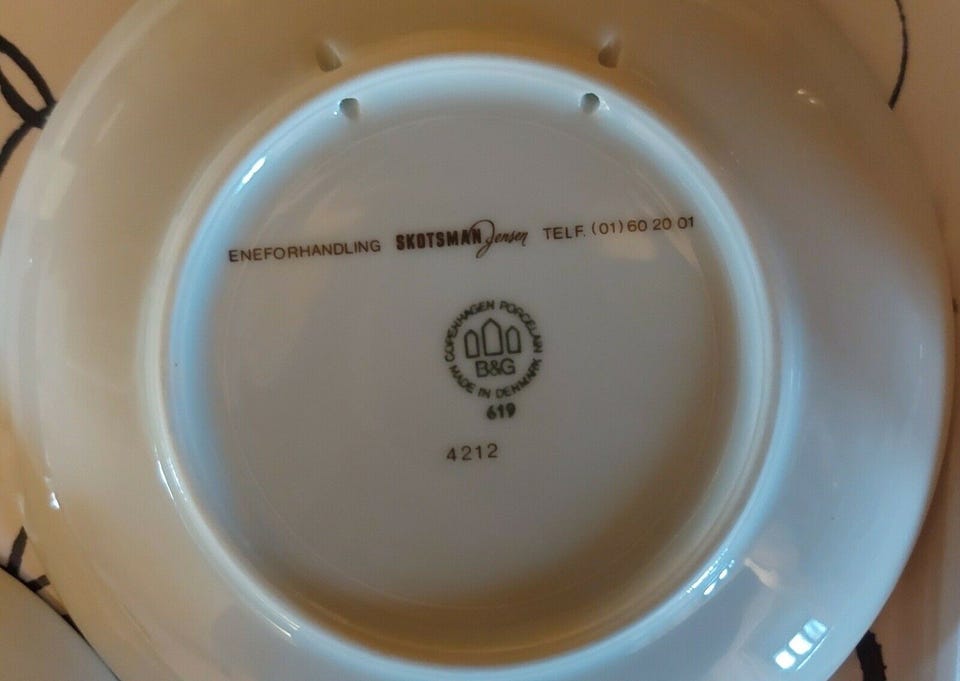 ENEFORHANDLING SKOTSMAN Jensen TELF. (01) 60 20 01
COPENHAGEN PORCELAIN
B&G
MADE IN DENMARK
619
4212